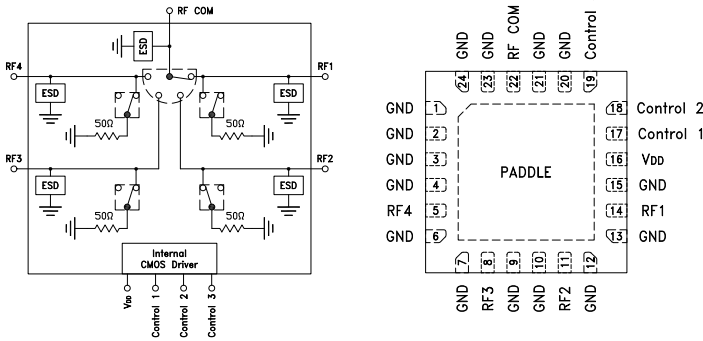 RF COM
ESD
RF4
RF1
ESD
ESD
50Ω
50Ω
RF3
RF2
ESD
ESD
50Ω
50Ω
Internal
CMOS Driver
VDD
Control 1
Control 2
Control 3
GND
GND
RF COM
GND
GND
Control
24
23
22
21
20
19
GND 1
GND 2
GND 3
GND 4
RF4 5
GND 6
PADDLE
18 Control 2
17 Control 1
16 VDD
15 GND
14 RF1
13 GND
7
8
9
10
11
12
GND
RF3
GND
GND
RF2
GND